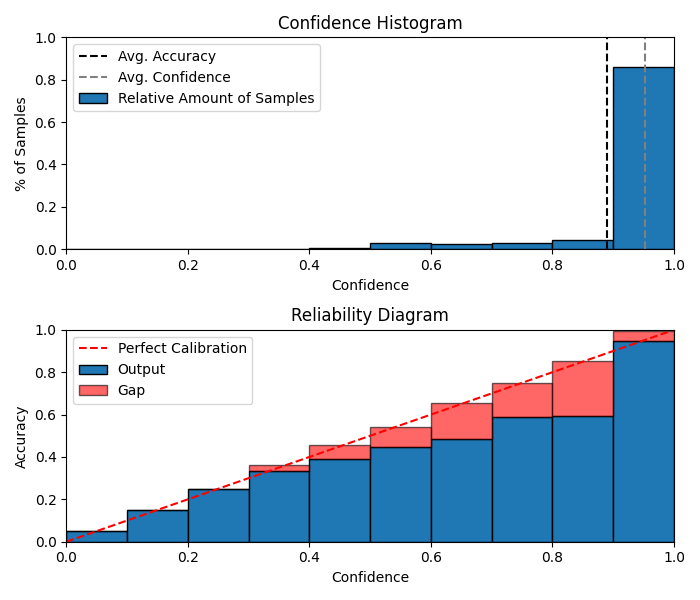 Confidence Histogram
1.0
0.8
0.6
0.4
0.2
0.0
% of Samples
Avg. Accuracy
Avg. Confidence
Relative Amount of Samples
0.0 0.2 0.4 0.6 0.8 1.0
Confidence
Reliability Diagram
1.0
0.8
0.6
0.4
0.2
0.0
Accuracy
Perfect Calibration
Output
Gap
0.0 0.2 0.4 0.6 0.8 1.0
Confidence